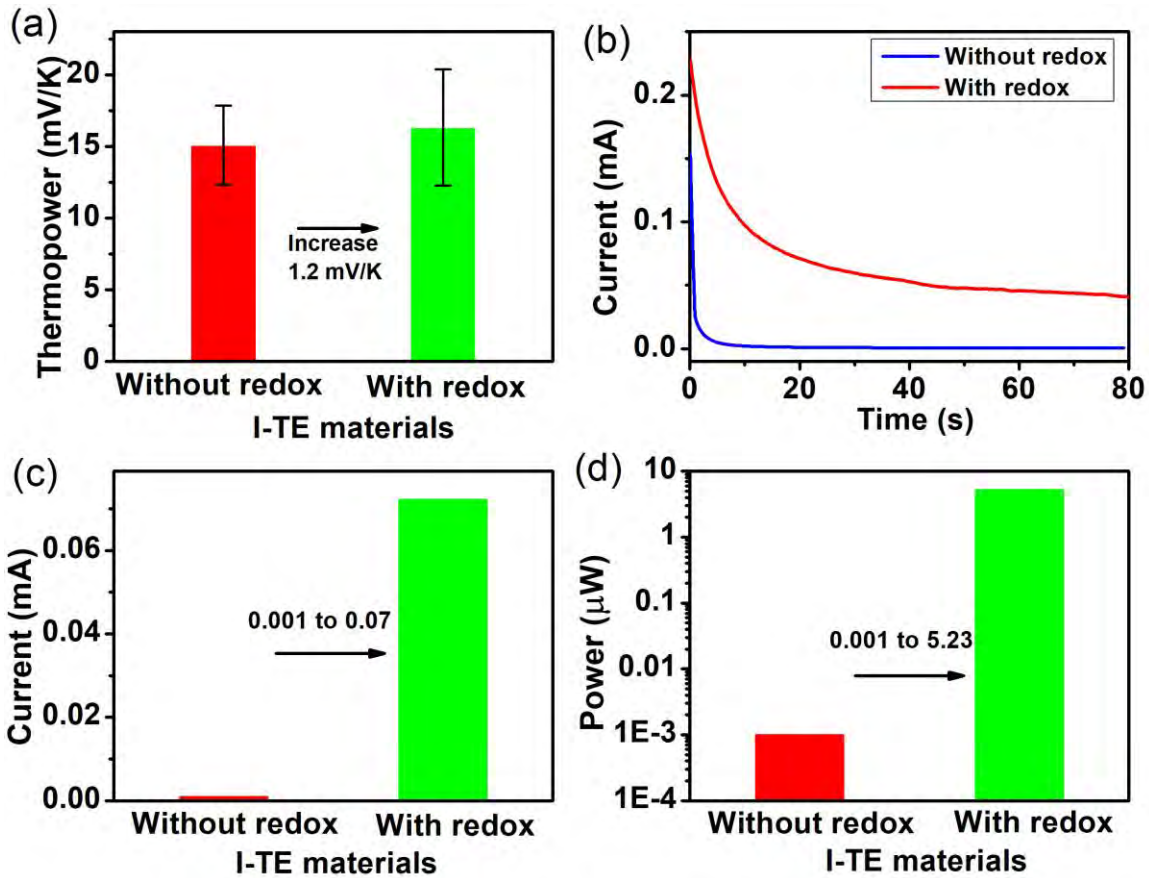 (a)
Thermopower (mV/K)
20
15
10
5
0
Increase
1.2 mV/K
Without redox
With redox
I-TE materials
(b)
Current (mA)
0.2
0.1
0.0
Without redox
With redox
0
20
40
60
80
Time (s)
(c)
Current (mA)
0.06
0.04
0.02
0.00
0.001 to 0.07
Without redox
With redox
I-TE materials
(d)
Power (μW)
10
1
0.1
0.01
1E-3
1E-4
0.001 to 5.23
Without redox
With redox
I-TE materials